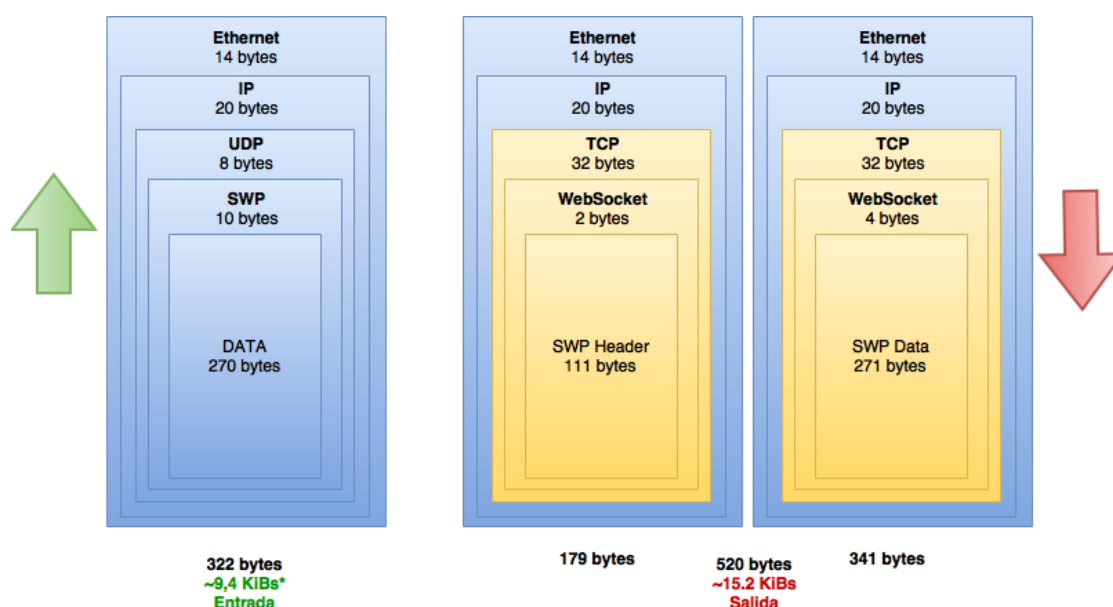 Ethernet
14 bytes
IP
20 bytes
UDP
8 bytes
SWP
10 bytes
DATA
270 bytes
322 bytes
~9,4 KiBs*
Entrada
Ethernet
14 bytes
IP
20 bytes
TCP
32 bytes
WebSocket
2 bytes
SWP Header
111 bytes
179 bytes
Ethernet
14 bytes
IP
20 bytes
TCP
32 bytes
WebSocket
4 bytes
SWP Data
271 bytes
341 bytes
520 bytes
~15.2 KiBs
Salida